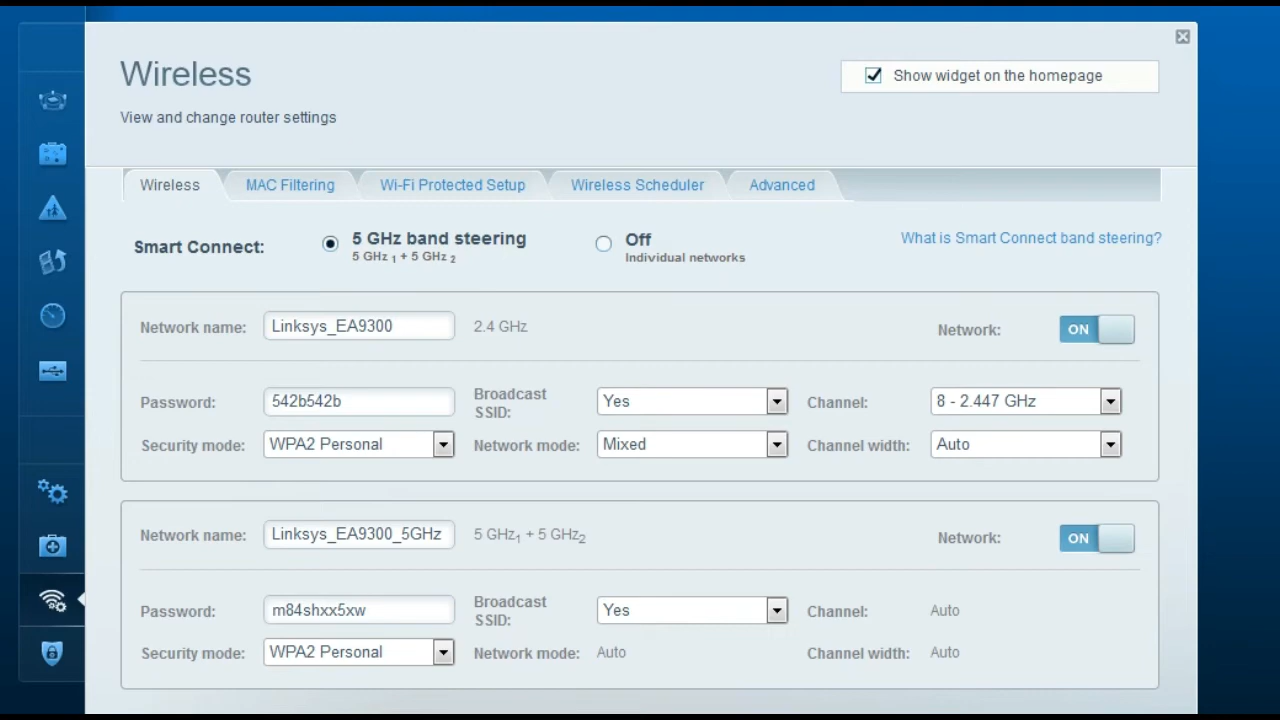 Wireless
Show widget on the homepage
View and change router settings
Wireless MAC Filtering Wi-Fi Protected Setup Wireless Scheduler Advanced
Smart Connect: 5 GHz band steering Off What is Smart Connect band steering?
5 GHz 1 + 5 GHz 2 Individual networks
Network name: Linksys_EA9300 2.4 GHz Network: ON
Password: 542b542b Broadcast SSID: Yes Channel: 8 - 2.447 GHz
Security mode: WPA2 Personal Network mode: Mixed Channel width: Auto
Network name: Linksys_EA9300_5GHz 5 GHz1 + 5 GHz2 Network: ON
Password: m84shxx5xw Broadcast SSID: Yes Channel: Auto
Security mode: WPA2 Personal Network mode: Auto Channel width: Auto